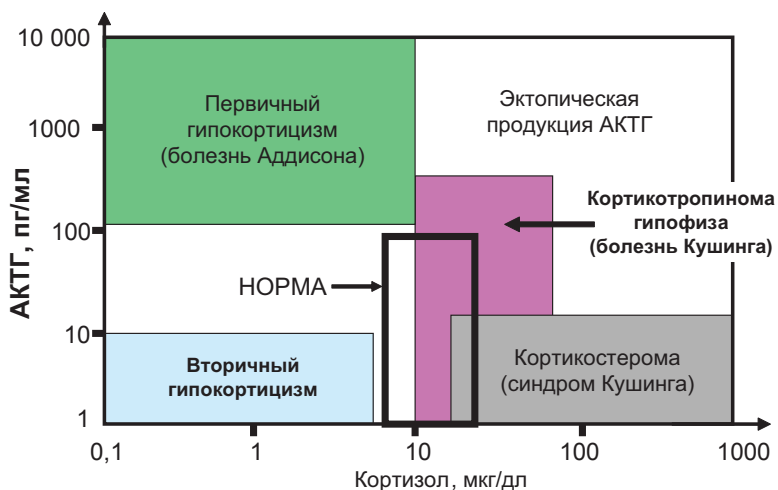 АКТГ, пг/мл
10 000
1000
100
10
1
Первичный
гипокортицизм
(болезнь Аддисона)
Эктопическая
продукция АКТГ
Кортикотропинома
гипофиза
(болезнь Кушинга)
НОРМА
Вторичный
гипокортицизм
Кортикостерома
(синдром Кушинга)
0,1
1
10
100
1000
Кортизол, мкг/дл